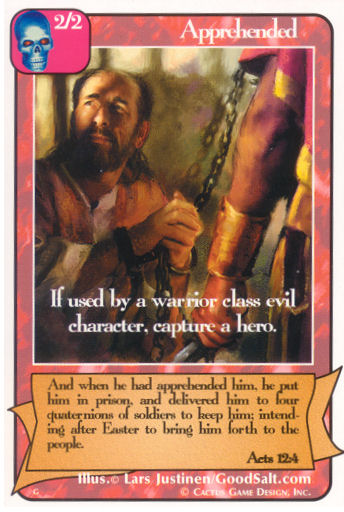 2/2
Apprehended
If used by a warrior class evil
character, capture a hero.
And when he had apprehended him, he put
him in prison, and delivered him to four
quaternions of soldiers to keep him; intend-
ing after Easter to bring him forth to the
people.
Acts 12:4
Illus.© Lars Justinen/GoodSalt.com
G
© Cactus Game Design, Inc.